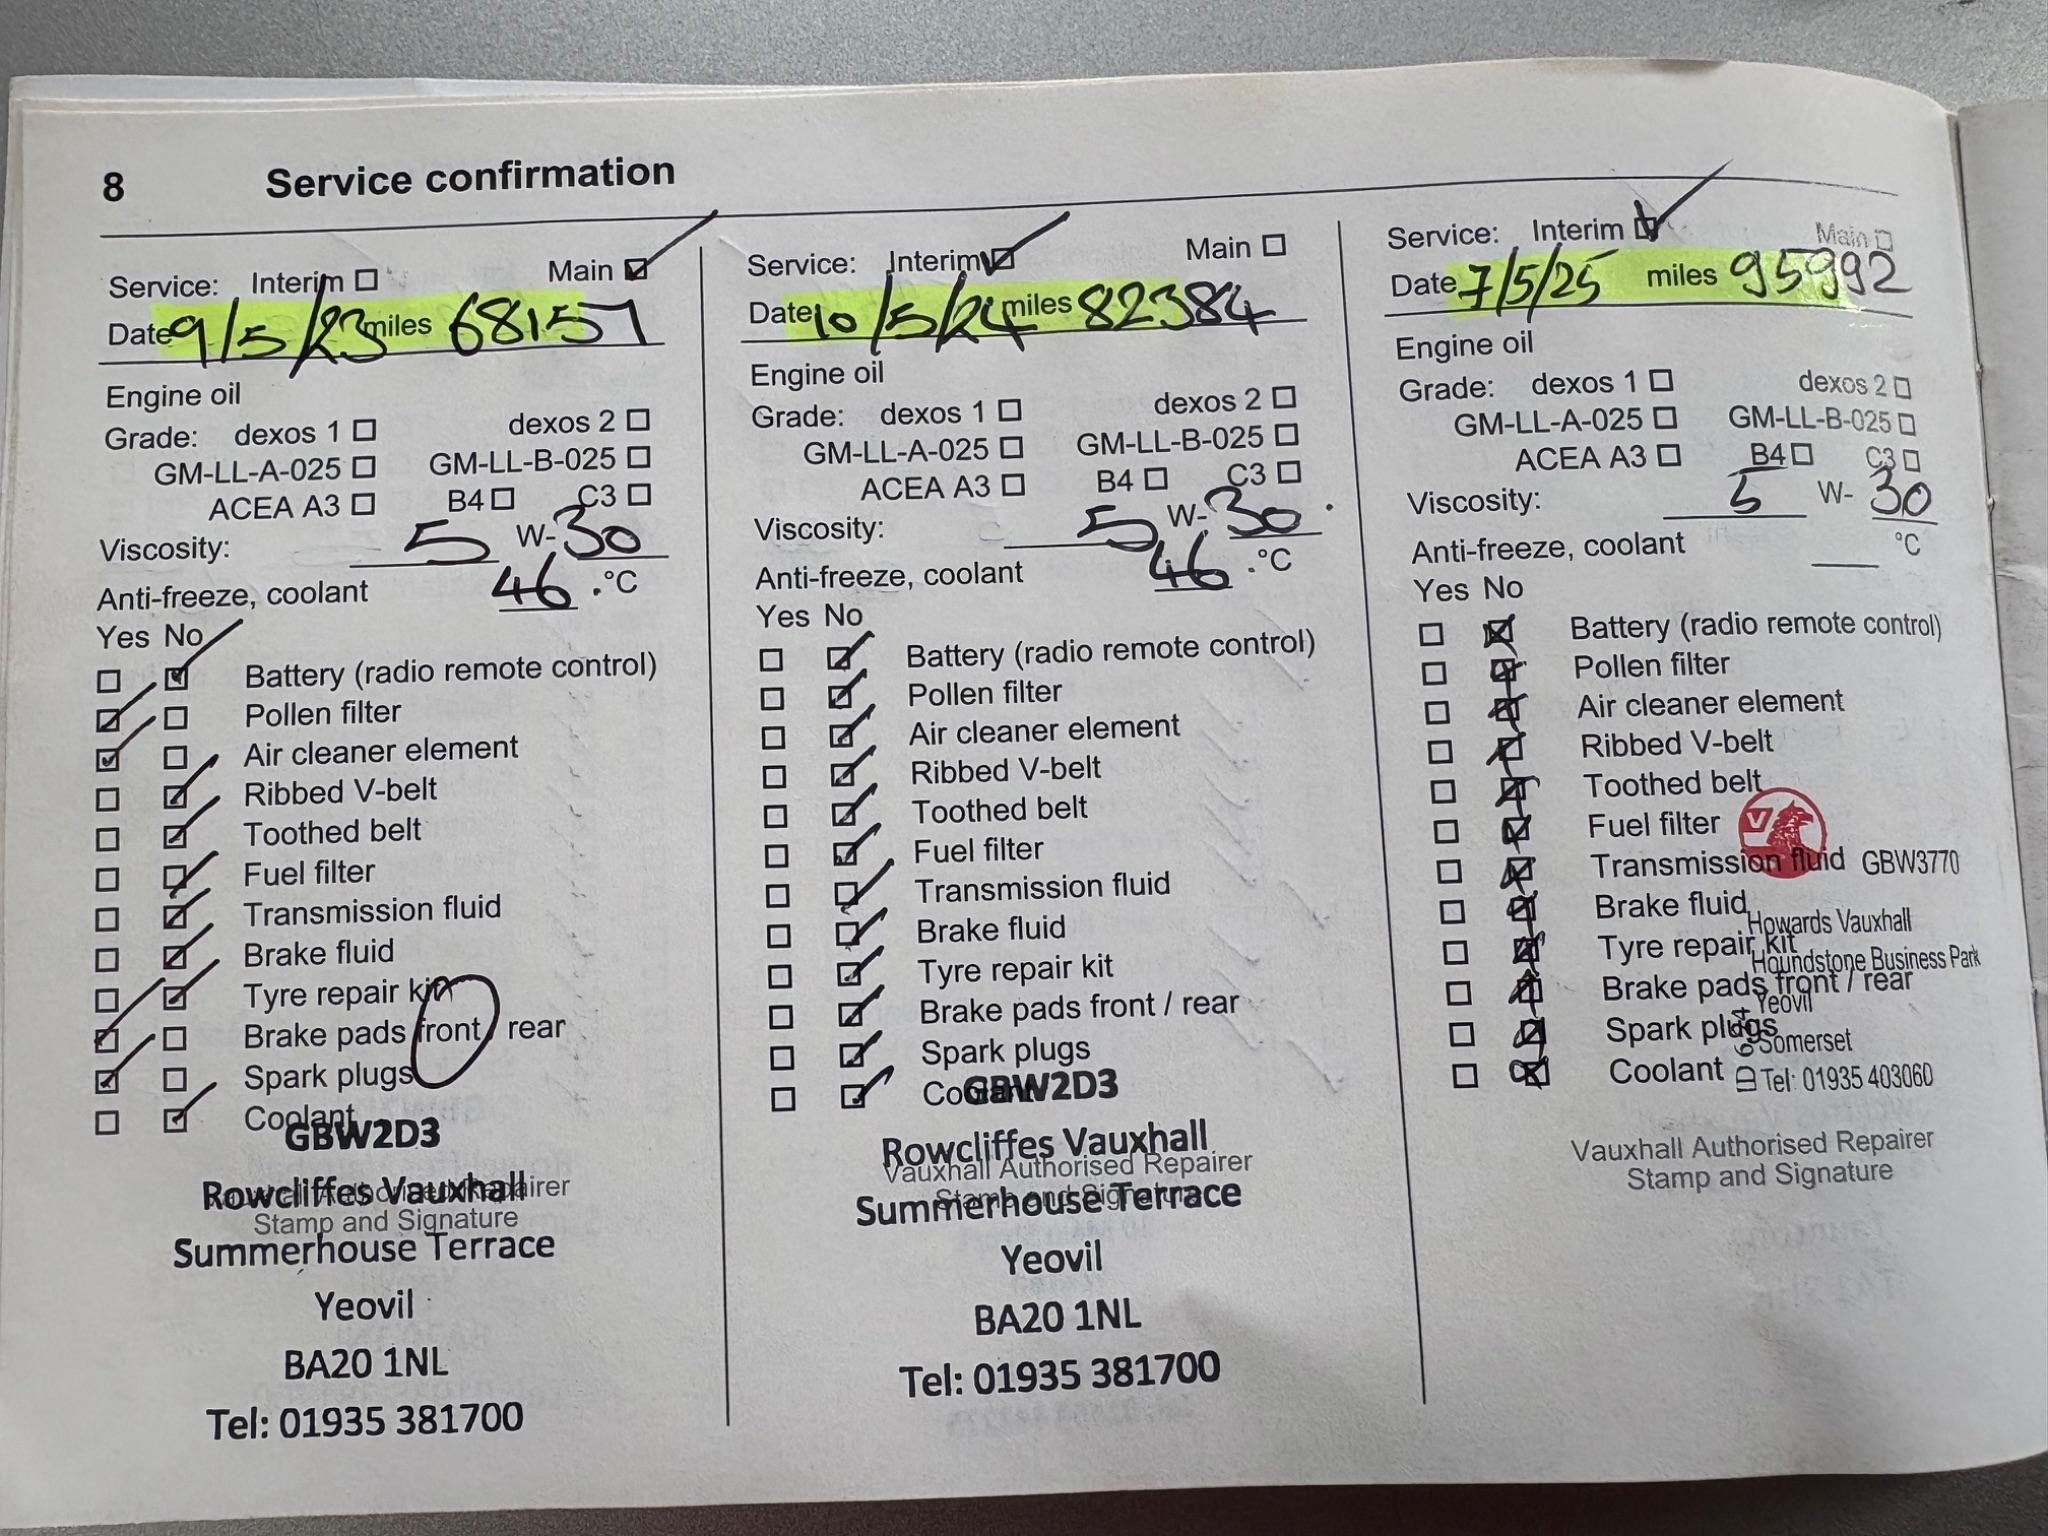 8 Service confirmation
Service: Interim Main
Date 9/5/23 miles 68157
Engine oil
Grade: dexos 1 dexos 2
GM-LL-A-025 GM-LL-B-025
ACEA A3 B4 C3
Viscosity: 5 W-30
Anti-freeze, coolant 46 °C
Yes No
Battery (radio remote control)
Pollen filter
Air cleaner element
Ribbed V-belt
Toothed belt
Fuel filter
Transmission fluid
Brake fluid
Tyre repair kit
Brake pads front / rear
Spark plugs
Coolant
GBW2D3
Rowcliffes Vauxhall
Vauxhall Authorised Repairer
Stamp and Signature
Summerhouse Terrace
Yeovil
BA20 1NL
Tel: 01935 381700
Service: Interim Main
Date 10/5/24 miles 82384
Engine oil
Grade: dexos 1 dexos 2
GM-LL-A-025 GM-LL-B-025
ACEA A3 B4 C3
Viscosity: 5 W-30
Anti-freeze, coolant 46 °C
Yes No
Battery (radio remote control)
Pollen filter
Air cleaner element
Ribbed V-belt
Toothed belt
Fuel filter
Transmission fluid
Brake fluid
Tyre repair kit
Brake pads front / rear
Spark plugs
Coolant
GBW2D3
Rowcliffes Vauxhall
Vauxhall Authorised Repairer
Stamp and Signature
Summerhouse Terrace
Yeovil
BA20 1NL
Tel: 01935 381700
Service: Interim Main
Date 7/5/25 miles 95992
Engine oil
Grade: dexos 1 dexos 2
GM-LL-A-025 GM-LL-B-025
ACEA A3 B4 C3
Viscosity: 5 W- 30
Anti-freeze, coolant °C
Yes No
Battery (radio remote control)
Pollen filter
Air cleaner element
Ribbed V-belt
Toothed belt
Fuel filter
Transmission fluid GBW3770
Brake fluid
Howards Vauxhall
Tyre repair kit
Houndstone Business Park
Brake pads front / rear
Yeovil
Spark plugs
Somerset
Coolant
Tel: 01935 403060
Vauxhall Authorised Repairer
Stamp and Signature